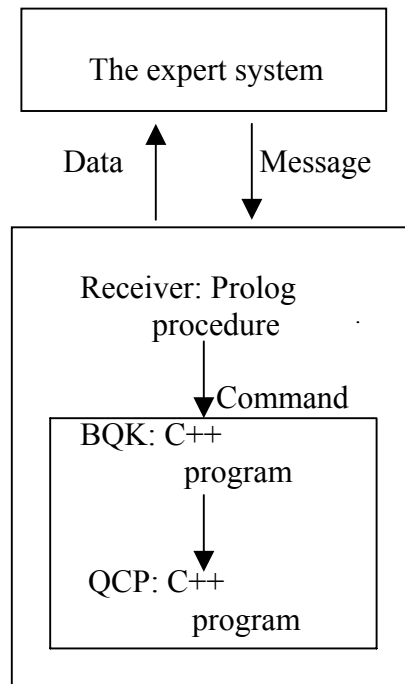 The expert system
Data
Message
Receiver: Prolog
procedure
Command
BQK: C++
program
QCP: C++
program